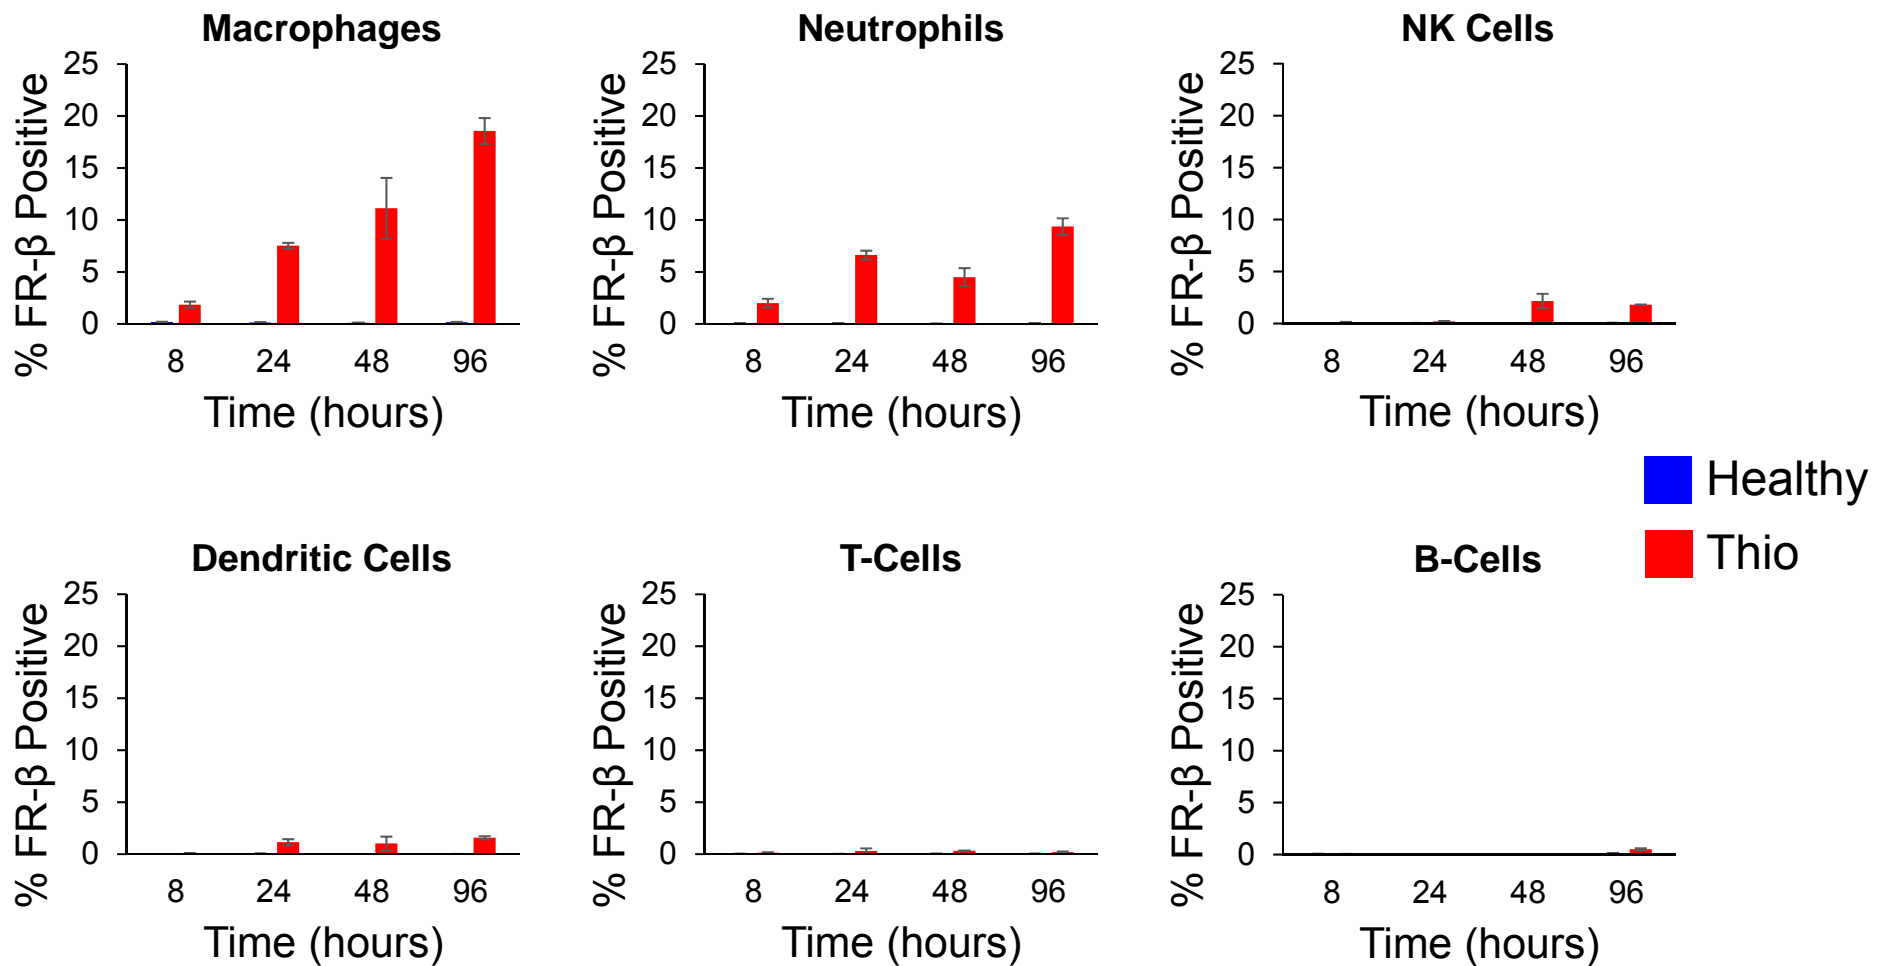 Macrophages
% FR-β Positive
25
20
15
10
5
0
8 24 48 96
Time (hours)
Neutrophils
% FR-β Positive
25
20
15
10
5
0
8 24 48 96
Time (hours)
NK Cells
% FR-β Positive
25
20
15
10
5
0
8 24 48 96
Time (hours)
Healthy
Thio
Dendritic Cells
% FR-β Positive
25
20
15
10
5
0
8 24 48 96
Time (hours)
T-Cells
% FR-β Positive
25
20
15
10
5
0
8 24 48 96
Time (hours)
B-Cells
% FR-β Positive
25
20
15
10
5
0
8 24 48 96
Time (hours)